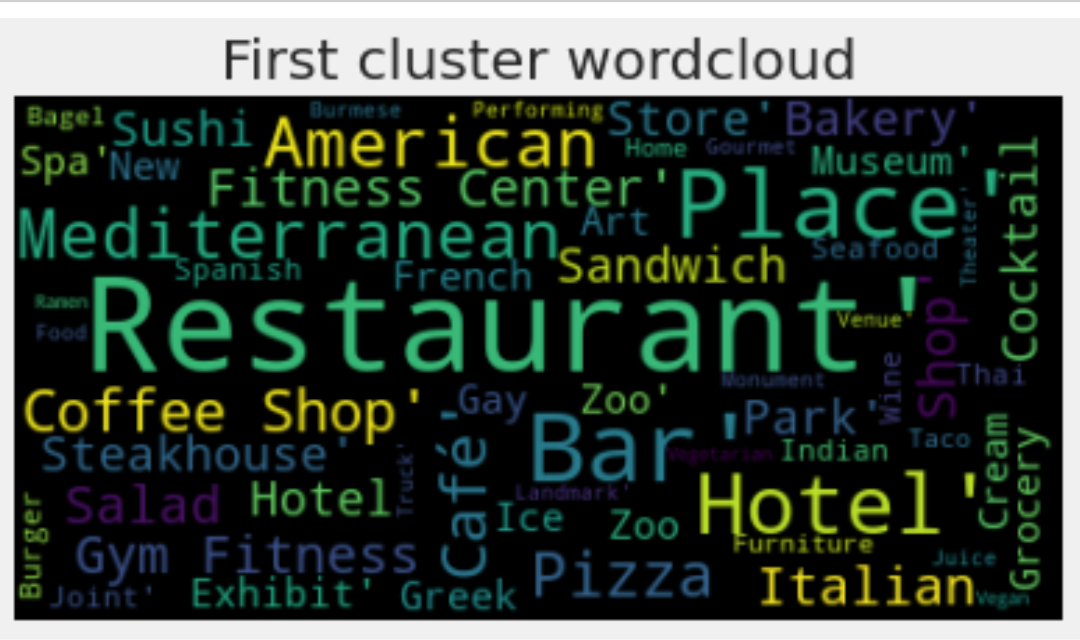 First cluster wordcloud
Bagel
Sushi
Burmese
Performing
Store'
Bakery'
American
Spa'
New
Home
Gourmet
Museum'
Cocktail
Fitness Center'
Place'
Mediterranean
Art
Seafood
Theater'
Spanish
French
Sandwich
Ramen
Food
Restaurant'
Venue'
Shop'
Wine
Thai
Monument
Coffee Shop'
Gay
Zoo'
Park'
Bar'
Vegetarian
Indian
Taco
Cream
Grocery
Steakhouse'
Truck'
Café'
Salad
Hotel
Landmark'
Ice
Zoo
Hotel'
Burger
Gym Fitness
Furniture
Juice
Joint'
Exhibit'
Greek
Pizza
Italian
Vegan